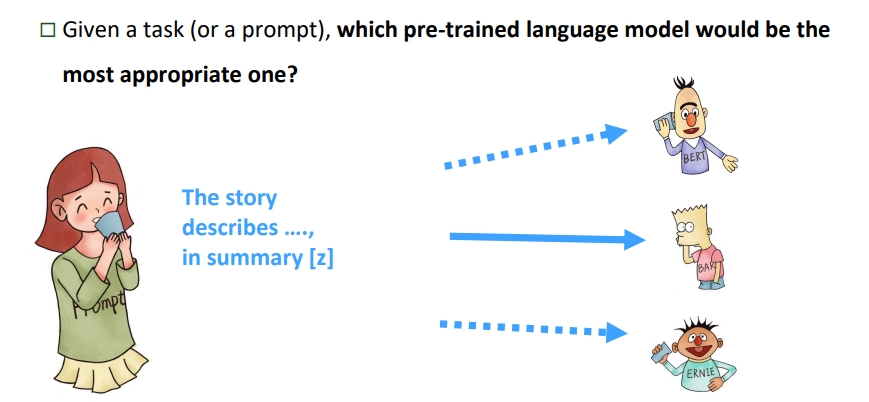 Given a task (or a prompt), which pre-trained language model would be the
most appropriate one?
The story
describes ....,
in summary [z]
Prompt
BERT
BAR
ERNIE